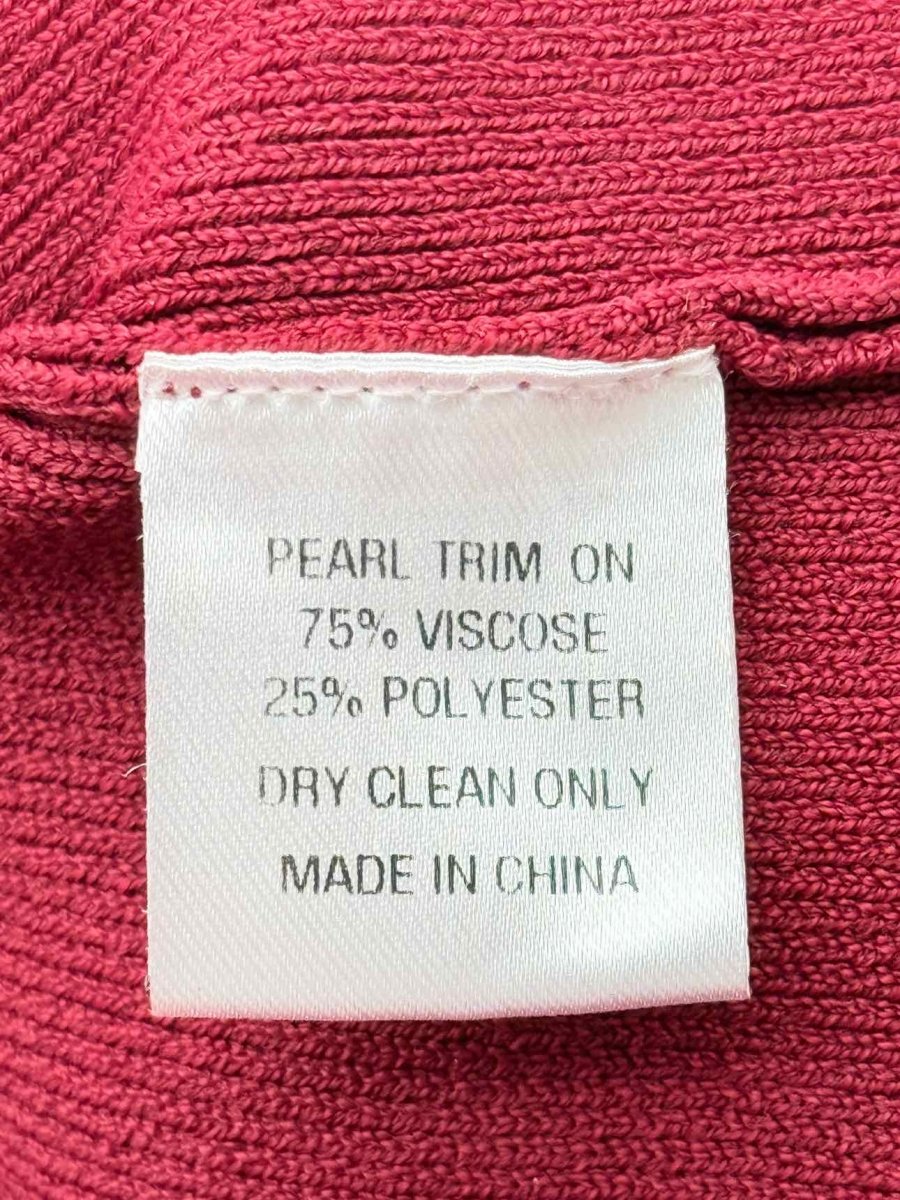 PEARL TRIM ON
75% VISCOSE
25% POLYESTER
DRY CLEAN ONLY
MADE IN CHINA